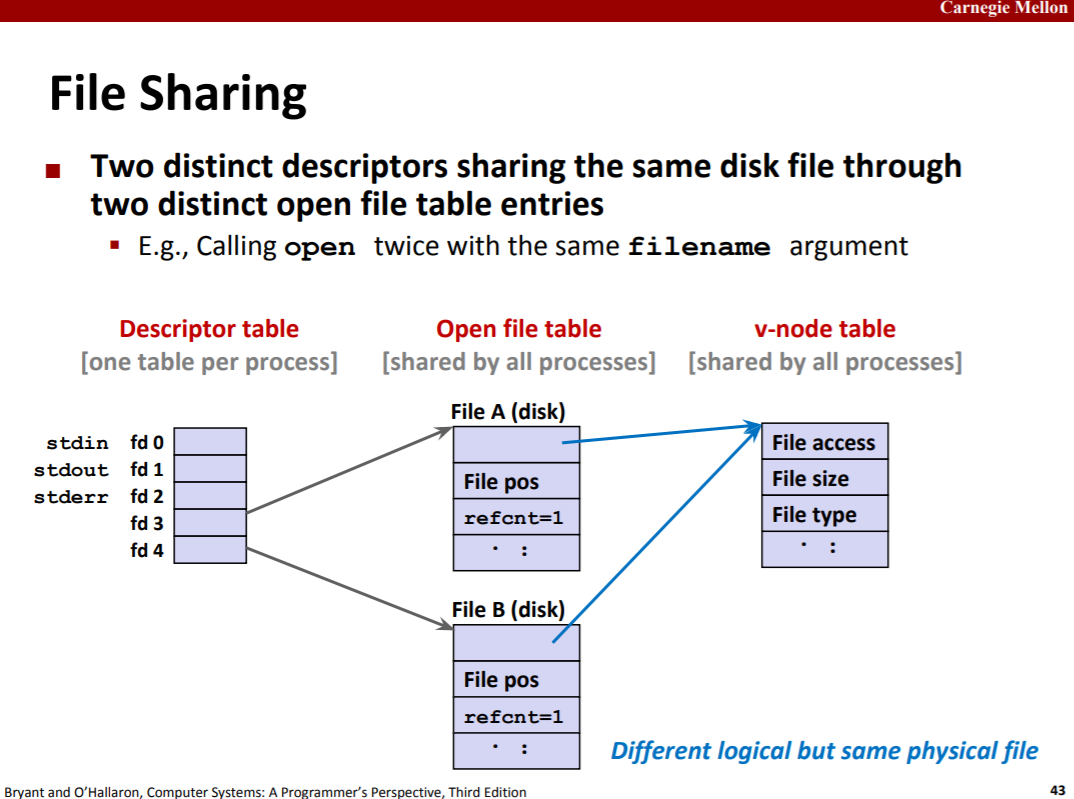 Carnegie Mellon
File Sharing
Two distinct descriptors sharing the same disk file through
two distinct open file table entries
E.g., Calling open twice with the same filename argument
Descriptor table
[one table per process]
Open file table
[shared by all processes]
v-node table
[shared by all processes]
stdin fd 0
stdout fd 1
stderr fd 2
fd 3
fd 4
File A (disk)
File pos
refcnt=1
File B (disk)
File pos
refcnt=1
File access
File size
File type
Different logical but same physical file
Bryant and O'Hallaron, Computer Systems: A Programmer's Perspective, Third Edition
43